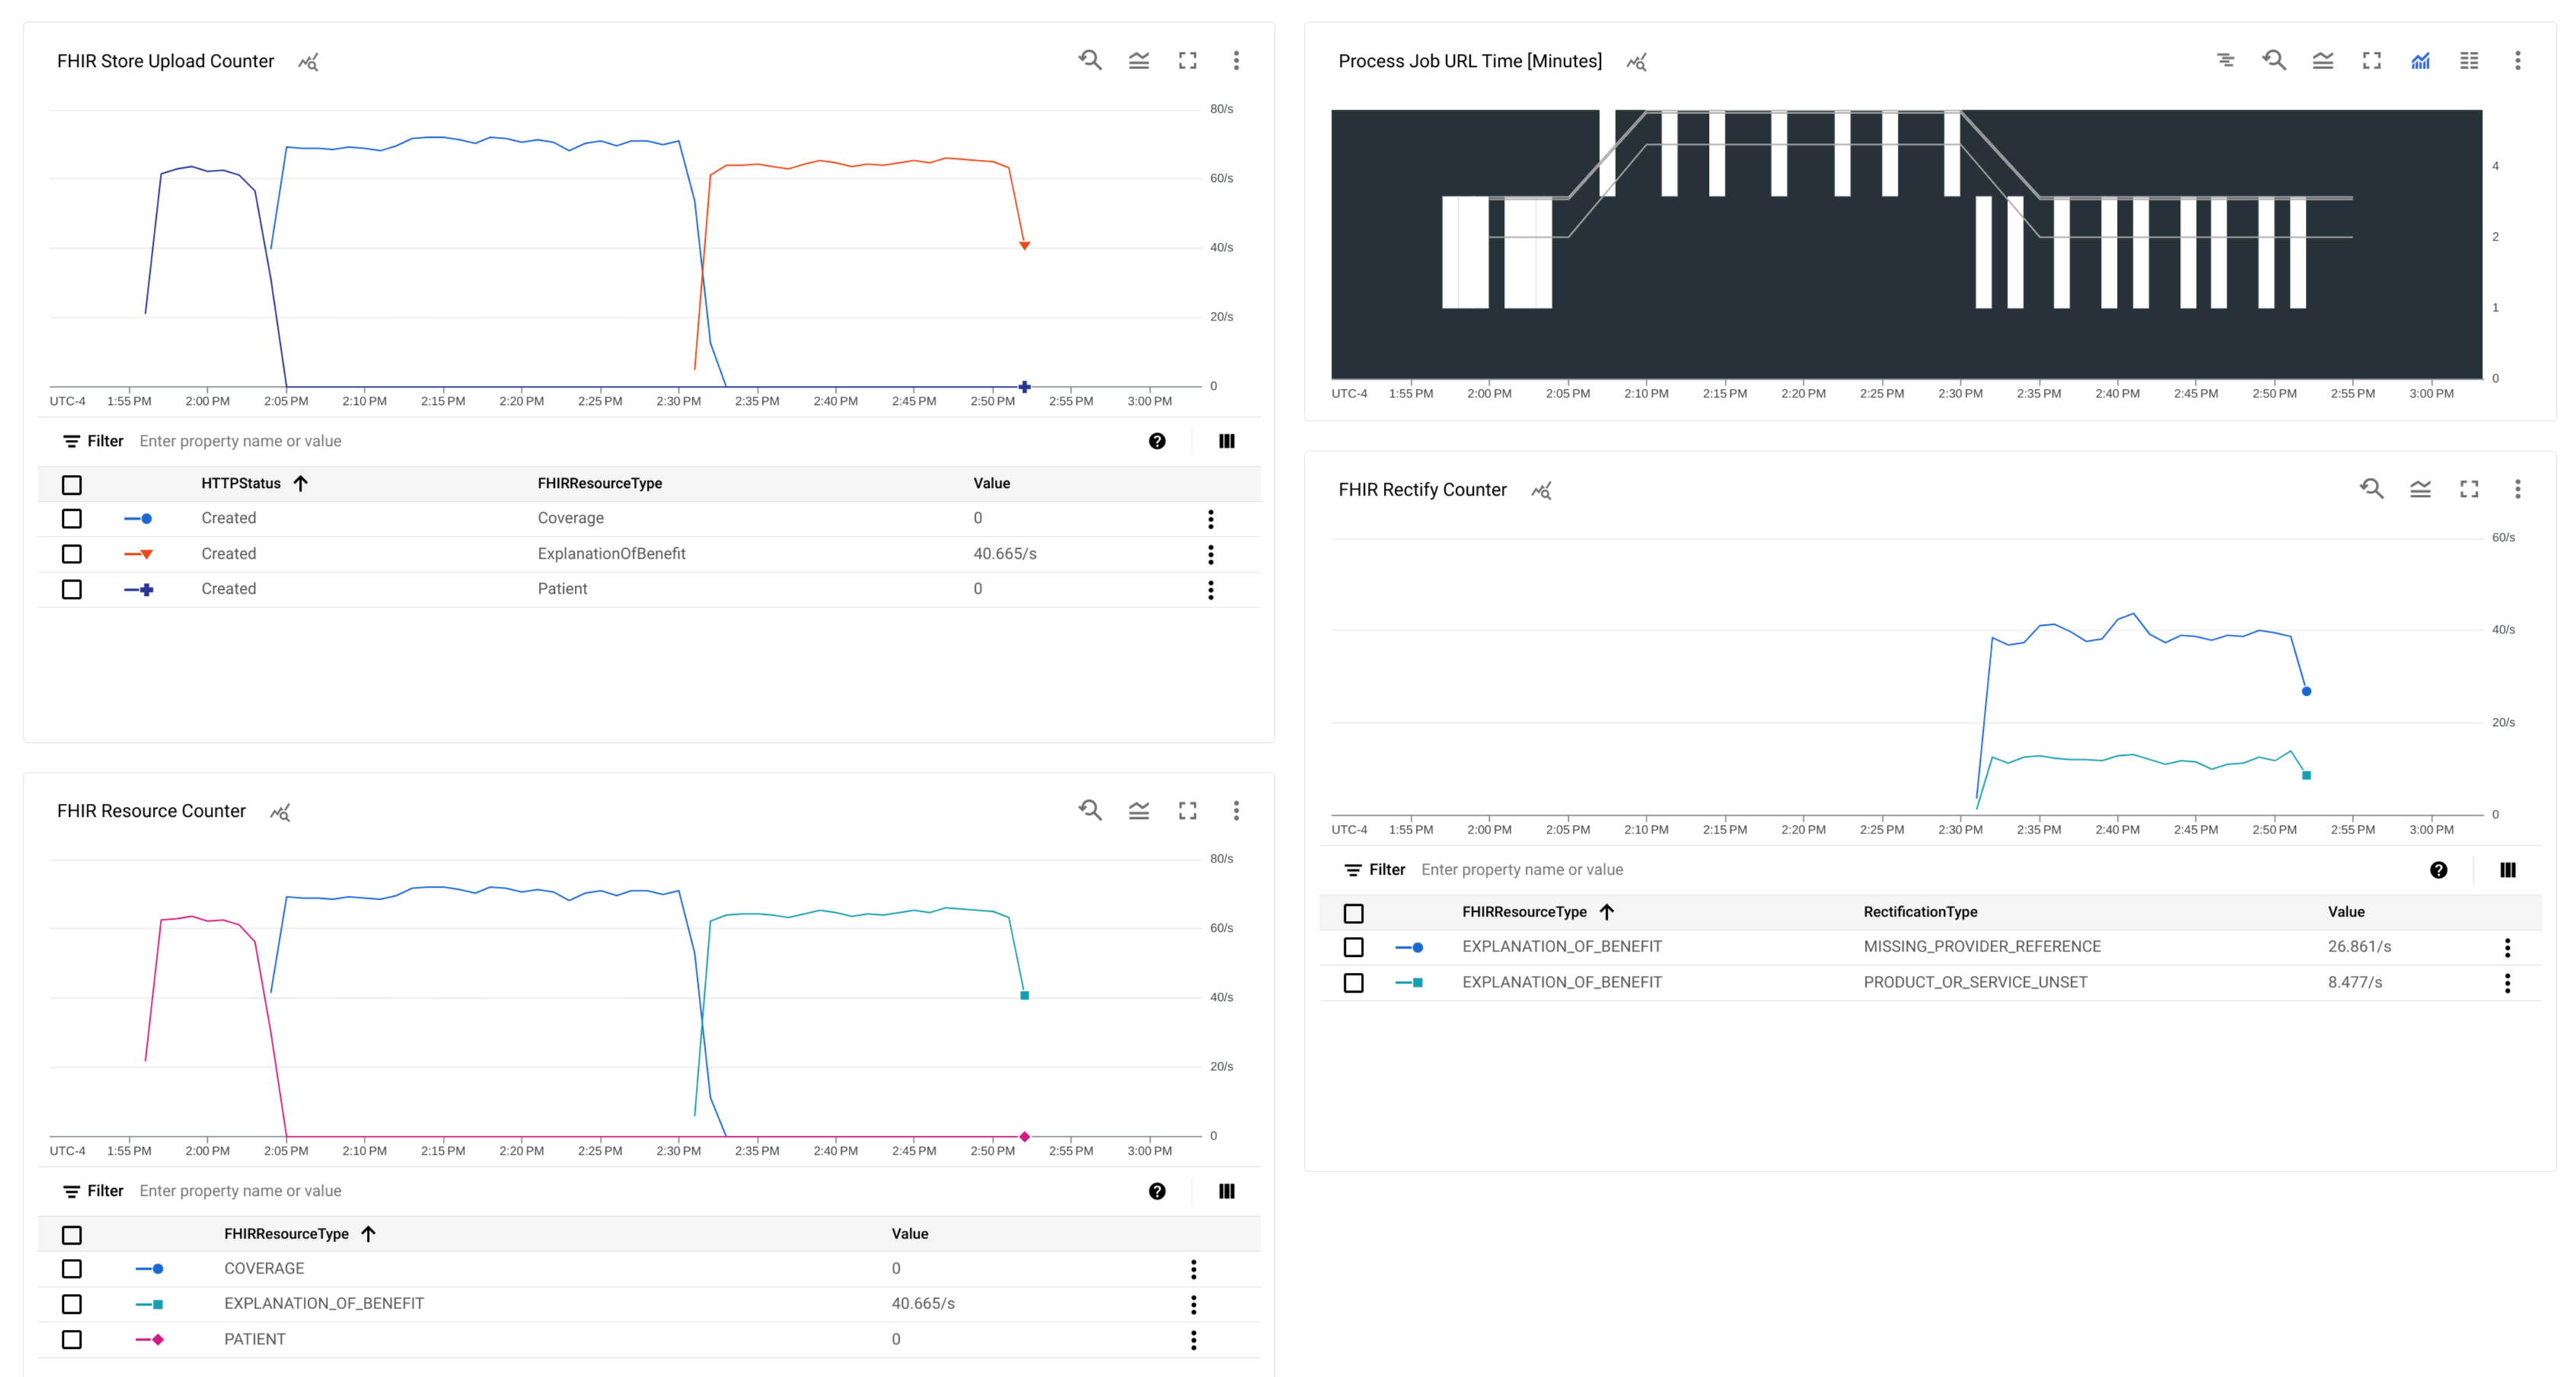 FHIR Store Upload Counter
80/s
60/s
40/s
20/s
0
UTC-4 1:55 PM 2:00 PM 2:05 PM 2:10 PM 2:15 PM 2:20 PM 2:25 PM 2:30 PM 2:35 PM 2:40 PM 2:45 PM 2:50 PM 2:55 PM 3:00 PM
Filter Enter property name or value
HTTPStatus FHIRResourceType Value
Created Coverage 0
Created ExplanationOfBenefit 40.665/s
Created Patient 0
FHIR Resource Counter
80/s
60/s
40/s
20/s
0
UTC-4 1:55 PM 2:00 PM 2:05 PM 2:10 PM 2:15 PM 2:20 PM 2:25 PM 2:30 PM 2:35 PM 2:40 PM 2:45 PM 2:50 PM 2:55 PM 3:00 PM
Filter Enter property name or value
FHIRResourceType Value
COVERAGE 0
EXPLANATION_OF_BENEFIT 40.665/s
PATIENT 0
Process Job URL Time [Minutes]
4
2
1
0
UTC-4 1:55 PM 2:00 PM 2:05 PM 2:10 PM 2:15 PM 2:20 PM 2:25 PM 2:30 PM 2:35 PM 2:40 PM 2:45 PM 2:50 PM 2:55 PM 3:00 PM
FHIR Rectify Counter
60/s
40/s
20/s
0
UTC-4 1:55 PM 2:00 PM 2:05 PM 2:10 PM 2:15 PM 2:20 PM 2:25 PM 2:30 PM 2:35 PM 2:40 PM 2:45 PM 2:50 PM 2:55 PM 3:00 PM
Filter Enter property name or value
FHIRResourceType RectificationType Value
EXPLANATION_OF_BENEFIT MISSING_PROVIDER_REFERENCE 26.861/s
EXPLANATION_OF_BENEFIT PRODUCT_OR_SERVICE_UNSET 8.477/s